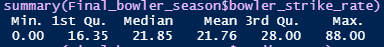 summary(Final_bowler_season$bowler_strike_rate)
Min. 1st Qu. Median Mean 3rd Qu. Max.
0.00 16.35 21.85 21.76 28.00 88.00